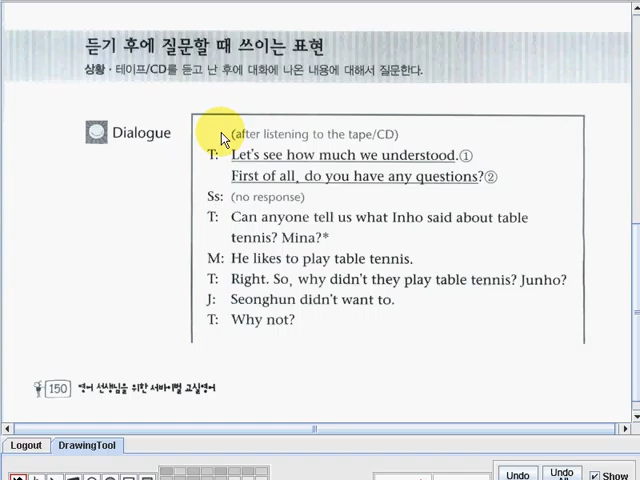 듣기 후에 질문할 때 쓰이는 표현
상황 · 테이프/CD를 듣고 난 후에 대화에 나온 내용에 대해서 질문한다.
Dialogue
(after listening to the tape/CD)
T: Let's see how much we understood.①
First of all, do you have any questions?②
Ss: (no response)
T: Can anyone tell us what Inho said about table
tennis? Mina?*
M: He likes to play table tennis.
T: Right. So, why didn't they play table tennis? Junho?
J: Seonghun didn't want to.
T: Why not?
150 영어 선생님을 위한 서바이벌 교실영어
Logout DrawingTool
Undo Undo All Show